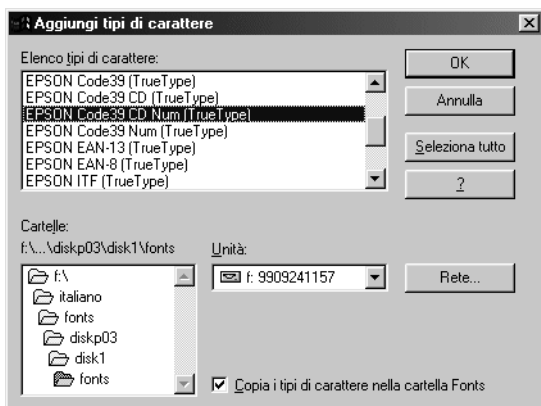 Aggiungi tipi di carattere
Elenco tipi di carattere:
EPSON Code39 (TrueType)
EPSON Code39 CD (TrueType)
EPSON Code39 CD Num (TrueType)
EPSON Code39 Num (TrueType)
EPSON EAN-13 (TrueType)
EPSON EAN-8 (TrueType)
EPSON ITF (TrueType)
OK
Annulla
Seleziona tutto
?
Cartelle:
f:\...\diskp03\disk1\fonts
f:\
italiano
fonts
diskp03
disk1
fonts
Unità:
f: 9909241157
Rete...
Copia i tipi di carattere nella cartella Fonts